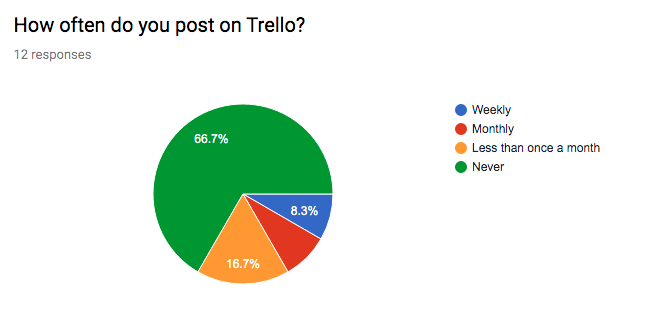 How often do you post on Trello?
12 responses
66.7%
8.3%
16.7%
Weekly
Monthly
Less than once a month
Never